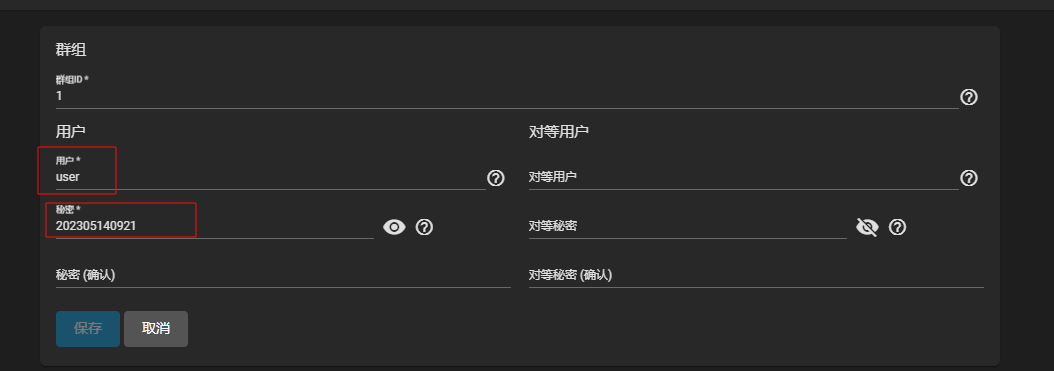 群组
群组ID *
1
用户
对等用户
用户 *
user
对等用户
秘密 *
202305140921
对等秘密
秘密 (确认)
对等秘密 (确认)
保存
取消